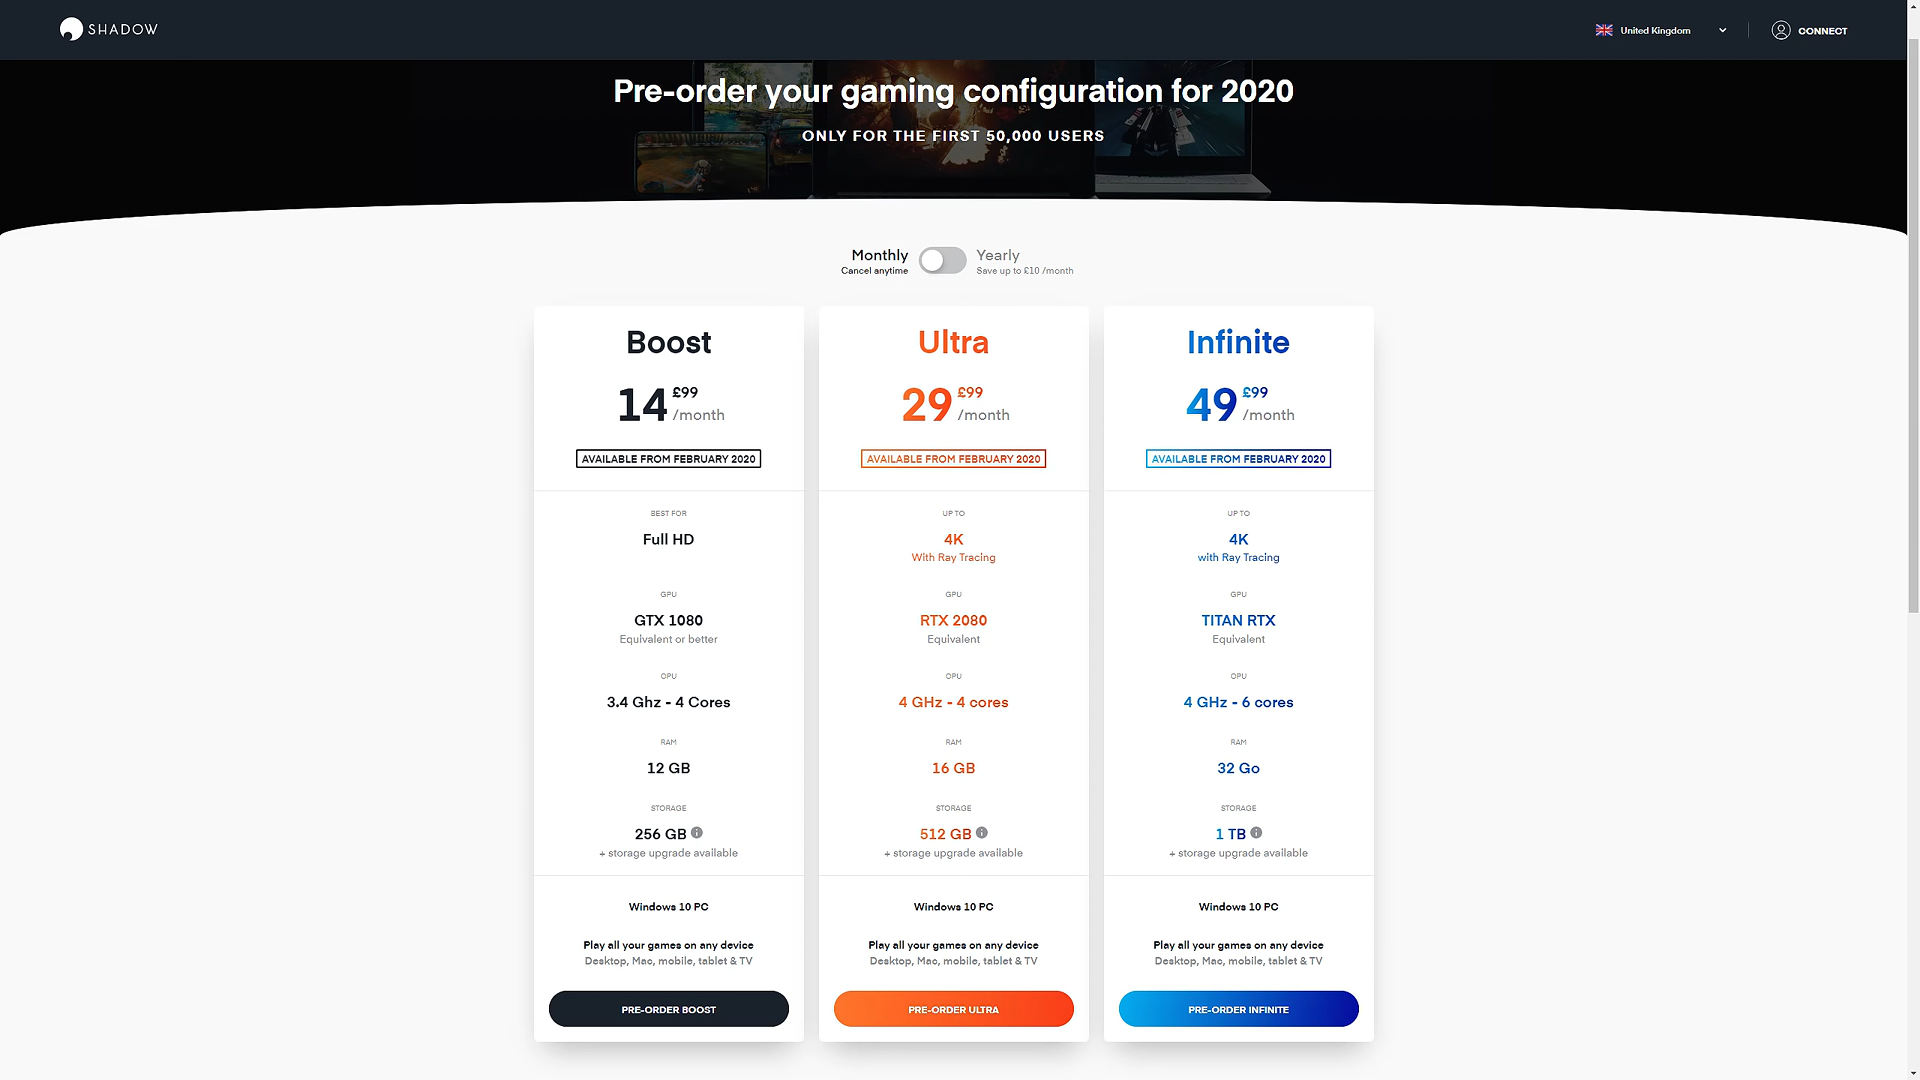 SHADOW
United Kingdom
CONNECT
Pre-order your gaming configuration for 2020
ONLY FOR THE FIRST 50,000 USERS
Monthly
Cancel anytime
Yearly
Save up to £10 /month
Boost
14 £99
/month
AVAILABLE FROM FEBRUARY 2020
BEST FOR
Full HD
GPU
GTX 1080
Equivalent or better
CPU
3.4 Ghz - 4 Cores
RAM
12 GB
STORAGE
256 GB
+ storage upgrade available
Windows 10 PC
Play all your games on any device
Desktop, Mac, mobile, tablet & TV
PRE-ORDER BOOST
Ultra
29 £99
/month
AVAILABLE FROM FEBRUARY 2020
UP TO
4K
With Ray Tracing
GPU
RTX 2080
Equivalent
CPU
4 GHz - 4 cores
RAM
16 GB
STORAGE
512 GB
+ storage upgrade available
Windows 10 PC
Play all your games on any device
Desktop, Mac, mobile, tablet & TV
PRE-ORDER ULTRA
Infinite
49 £99
/month
AVAILABLE FROM FEBRUARY 2020
UP TO
4K
with Ray Tracing
GPU
TITAN RTX
Equivalent
CPU
4 GHz - 6 cores
RAM
32 Go
STORAGE
1 TB
+ storage upgrade available
Windows 10 PC
Play all your games on any device
Desktop, Mac, mobile, tablet & TV
PRE-ORDER INFINITE